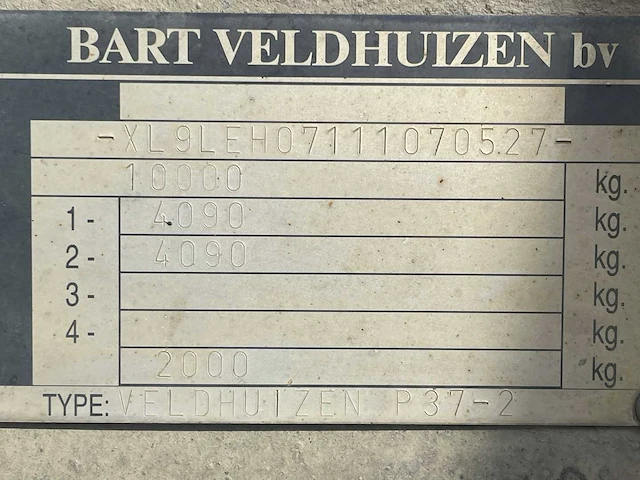 BART VELDHUIZEN bv
-XL9LEH07111070527-
10000 kg.
1- 4090 kg.
2- 4090 kg.
3- kg.
4- kg.
2000 kg.
TYPE: VELDHUIZEN P37-2